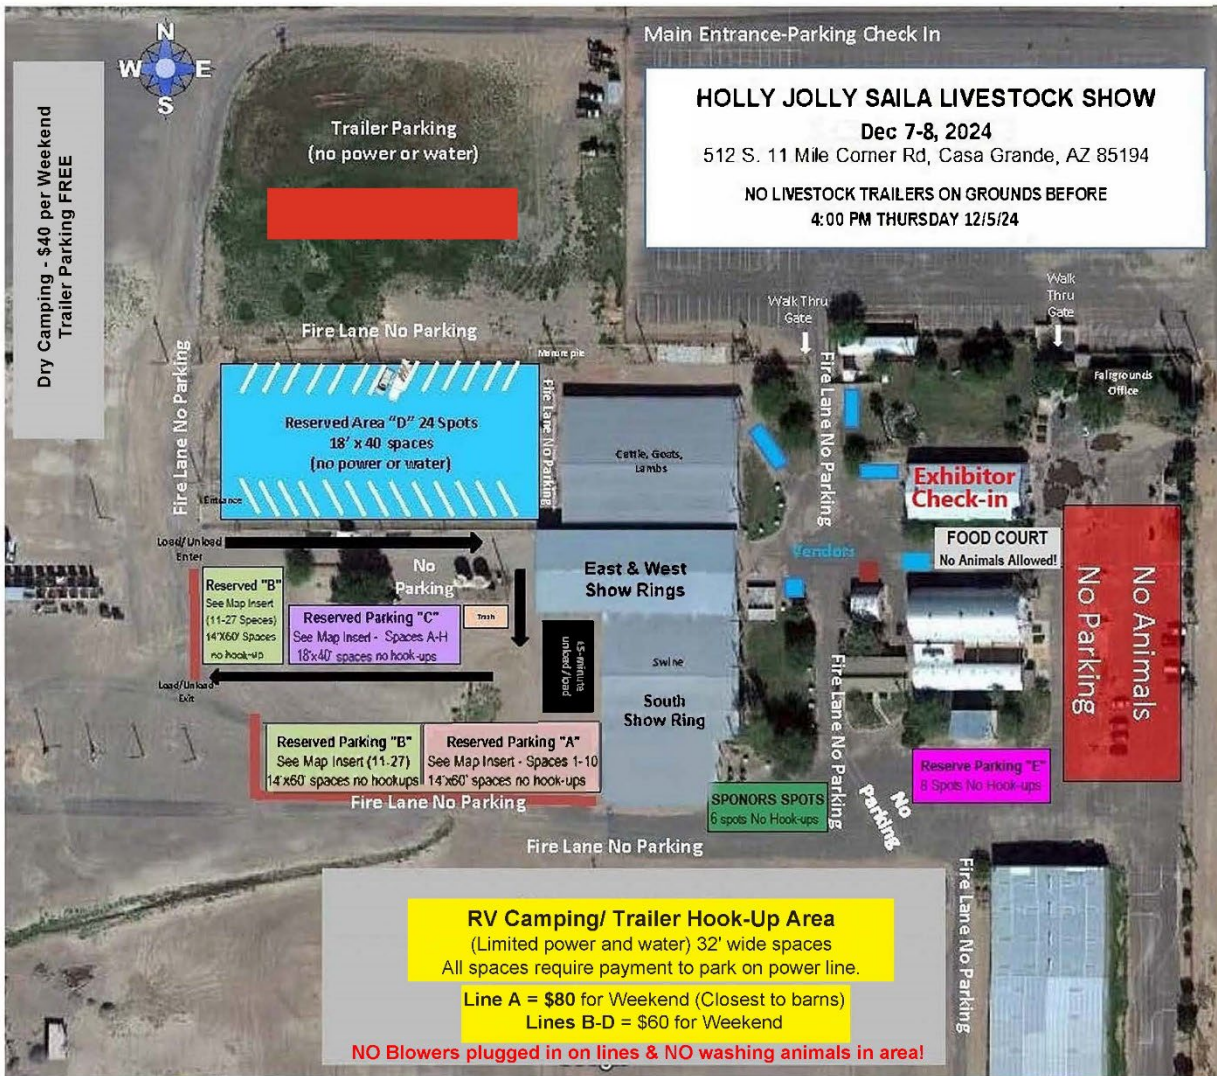 N
W E
S
Main Entrance-Parking Check In
HOLLY JOLLY SAILA LIVESTOCK SHOW
Dec 7-8, 2024
512 S. 11 Mile Corner Rd, Casa Grande, AZ 85194
NO LIVESTOCK TRAILERS ON GROUNDS BEFORE
4:00 PM THURSDAY 12/5/24
Dry Camping - $40 per Weekend
Trailer Parking FREE
Trailer Parking
(no power or water)
Walk Thru
Gate
Walk
Thru
Gate
Fire Lane No Parking
Manure pile
Fire Lane No Parking
Fire Lane No Parking
Fire Lane No Parking
Fairgrounds
Office
Reserved Area "D" 24 Spots
18' x 40 spaces
(no power or water)
Entrance
Cattle, Goats,
Lambs
Exhibitor
Check-in
Load/Unload
Enter
No
Parking
East & West
Show Rings
Vendors
FOOD COURT
No Animals Allowed!
No Animals
No Parking
Reserved "B"
See Map Insert
(11-27 Speces)
14'X60' Spaces
no hook-up
Reserved Parking "C"
See Map Insert - Spaces A-H
18'x40' spaces no hook-ups
Trash
15-minute
unload/load
Swine
South
Show Ring
Load/Unload
Exit
Fire Lane No Parking
Reserved Parking "B"
See Map Insert (11-27)
14'x60' spaces no hookups
Reserved Parking "A"
See Map Insert - Spaces 1-10
14'x60' spaces no hook-ups
Fire Lane No Parking
Reserve Parking "E"
8 Spots No Hook-ups
SPONORS SPOTS
6 spots No Hook-ups
No
Parking
Fire Lane No Parking
Fire Lane No Parking
RV Camping/ Trailer Hook-Up Area
(Limited power and water) 32' wide spaces
All spaces require payment to park on power line.
Line A = $80 for Weekend (Closest to barns)
Lines B-D = $60 for Weekend
NO Blowers plugged in on lines & NO washing animals in area!